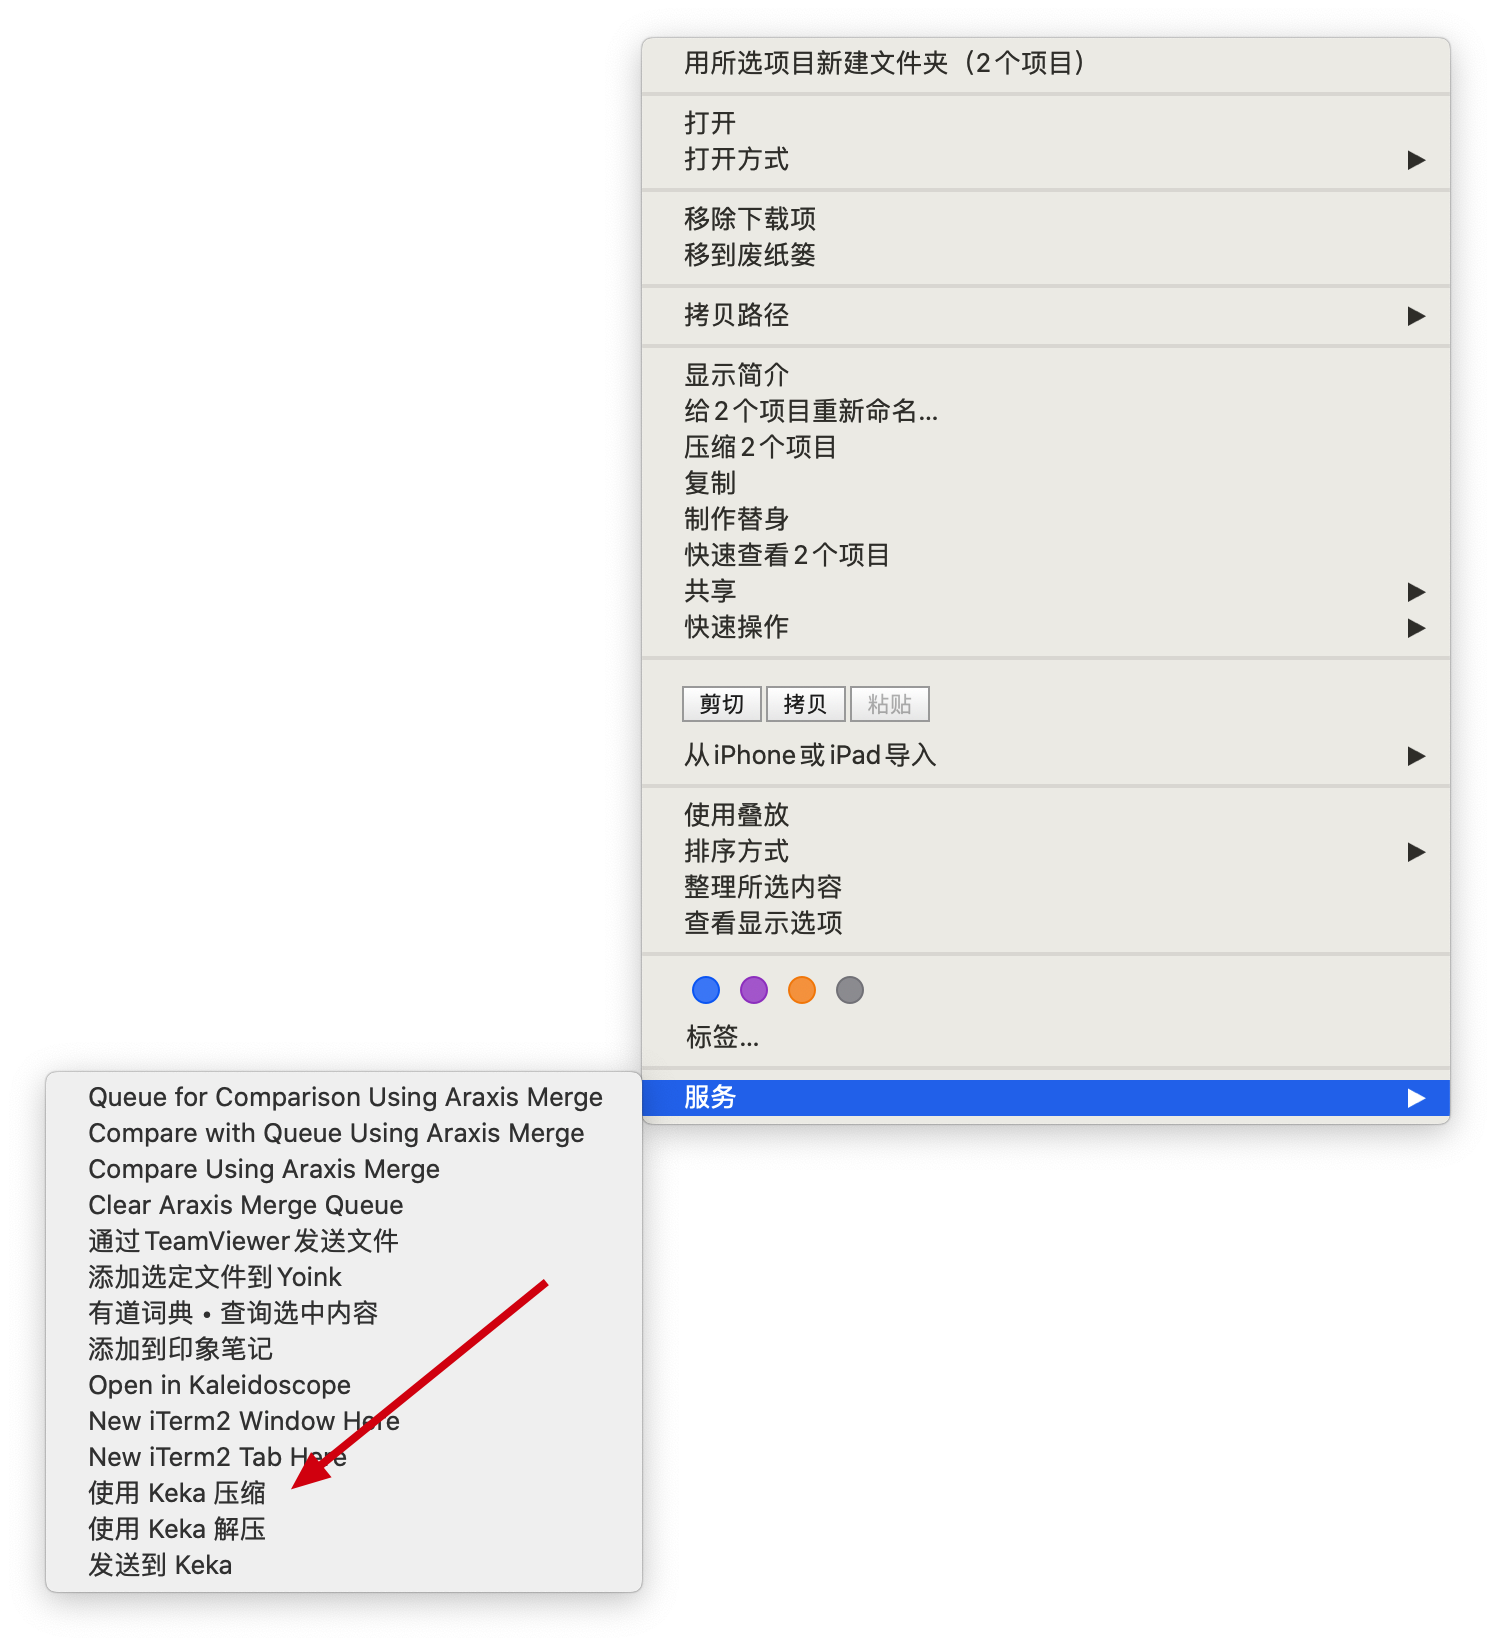 用所选项目新建文件夹（2个项目）
打开
打开方式
移除下载项
移到废纸篓
拷贝路径
显示简介
给2个项目重新命名...
压缩2个项目
复制
制作替身
快速查看2个项目
共享
快速操作
剪切 拷贝 粘贴
从iPhone或iPad导入
使用叠放
排序方式
整理所选内容
查看显示选项
标签...
服务
Queue for Comparison Using Araxis Merge
Compare with Queue Using Araxis Merge
Compare Using Araxis Merge
Clear Araxis Merge Queue
通过TeamViewer发送文件
添加选定文件到Yoink
有道词典 • 查询选中内容
添加到印象笔记
Open in Kaleidoscope
New iTerm2 Window Here
New iTerm2 Tab Here
使用 Keka 压缩
使用 Keka 解压
发送到 Keka